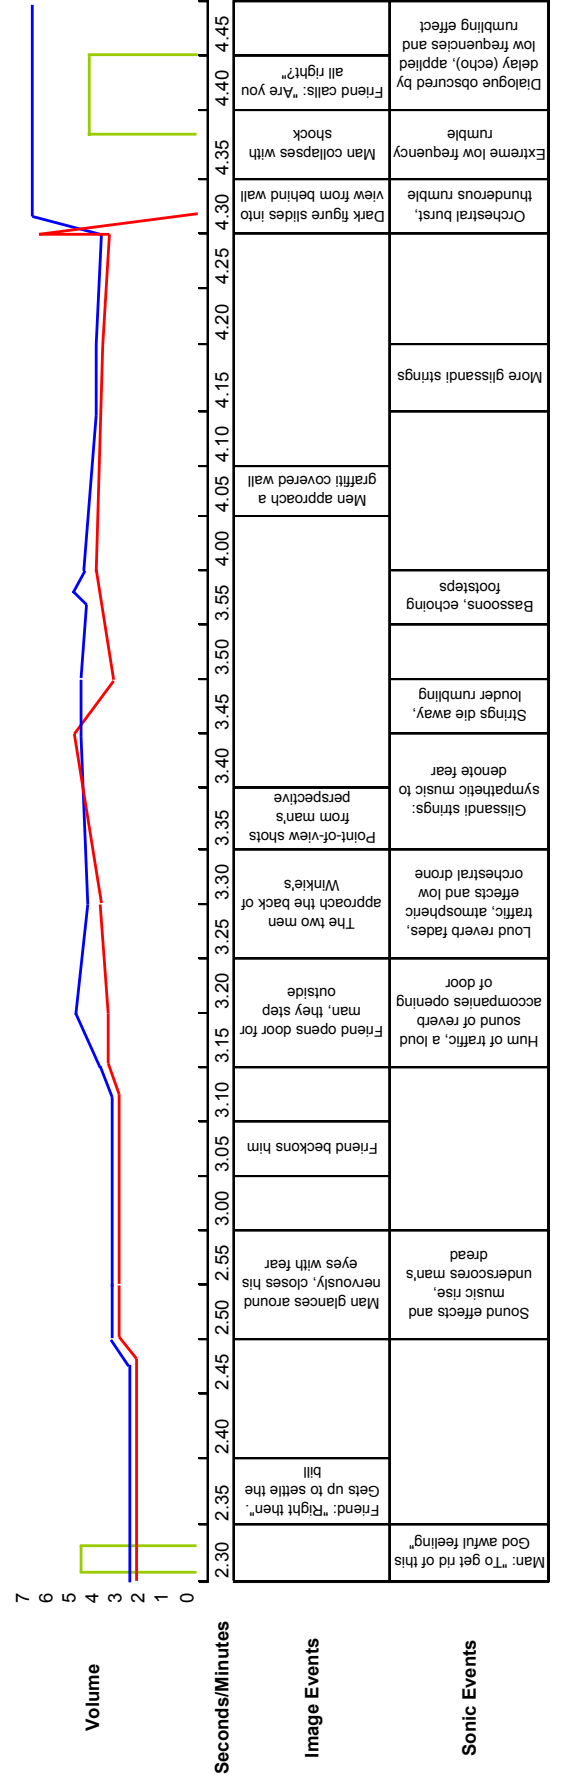 Volume
7
6
5
4
3
2
1
0
Seconds/Minutes
2.30
2.35
2.40
2.45
2.50
2.55
3.00
3.05
3.10
3.15
3.20
3.25
3.30
3.35
3.40
3.45
3.50
3.55
4.00
4.05
4.10
4.15
4.20
4.25
4.30
4.35
4.40
4.45
Image Events
Friend: "Right then".
Gets up to settle the
bill
Man glances around
nervously, closes his
eyes with fear
Friend beckons him
Friend opens door for
man, they step
outside
The two men
approach the back of
Winkie's
Point-of-view shots
from man's
perspective
Men approach a
graffiti covered wall
Dark figure slides into
view from behind wall
Man collapses with
shock
Friend calls: "Are you
all right?"
Sonic Events
Man: "To get rid of this
God awful feeling"
Sound effects and
music rise,
underscores man's
dread
Hum of traffic, a loud
sound of reverb
accompanies opening
of door
Loud reverb fades,
traffic, atmospheric
effects and low
orchestral drone
Glissandi strings:
sympathetic music to
denote fear
Strings die away,
louder rumbling
Bassoons, echoing
footsteps
More glissandi strings
Orchestral burst,
thunderous rumble
Extreme low frequency
rumble
Dialogue obscured by
delay (echo), applied
low frequencies and
rumbling effect